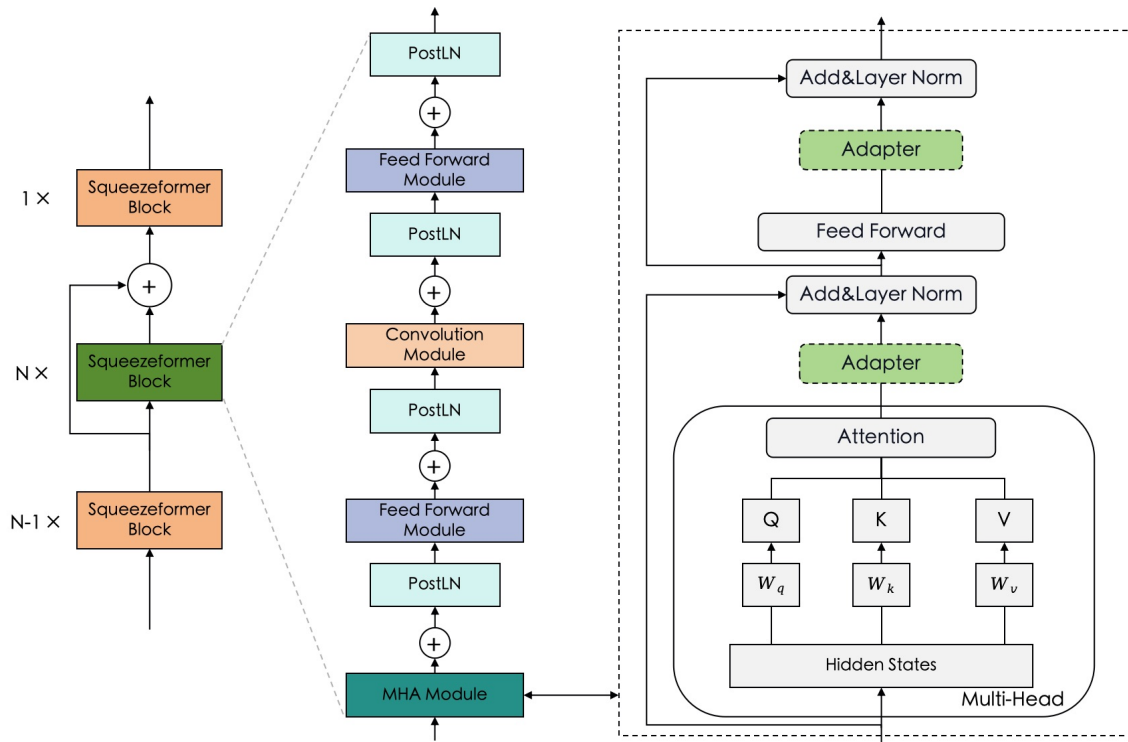 1 ×
Squeezeformer
Block
+
N ×
Squeezeformer
Block
N-1 ×
Squeezeformer
Block
PostLN
+
Feed Forward
Module
PostLN
+
Convolution
Module
PostLN
+
Feed Forward
Module
PostLN
+
MHA Module
Add&Layer Norm
Adapter
Feed Forward
Add&Layer Norm
Adapter
Attention
Q K V
W_q W_k W_v
Hidden States
Multi-Head